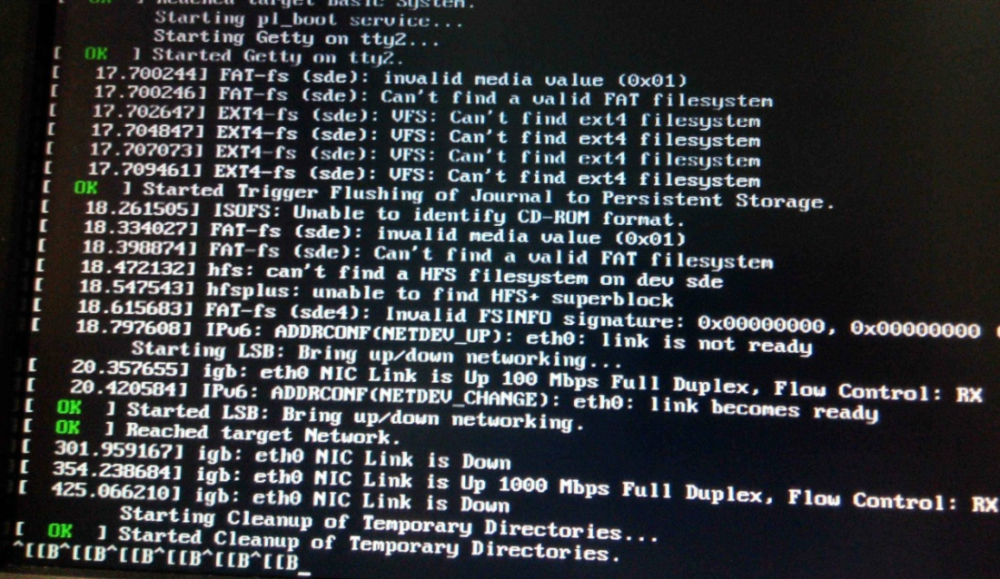 [ OK ] Reached target Basic System.
Starting pl_boot service...
Starting Getty on tty2...
[ OK ] Started Getty on tty2.
[ 17.700244] FAT-fs (sde): invalid media value (0x01)
[ 17.700246] FAT-fs (sde): Can't find a valid FAT filesystem
[ 17.702647] EXT4-fs (sde): VFS: Can't find ext4 filesystem
[ 17.704847] EXT4-fs (sde): VFS: Can't find ext4 filesystem
[ 17.707073] EXT4-fs (sde): VFS: Can't find ext4 filesystem
[ 17.709461] EXT4-fs (sde): VFS: Can't find ext4 filesystem
[ OK ] Started Trigger Flushing of Journal to Persistent Storage.
[ 18.261505] ISOFS: Unable to identify CD-ROM format.
[ 18.334027] FAT-fs (sde): invalid media value (0x01)
[ 18.398874] FAT-fs (sde): Can't find a valid FAT filesystem
[ 18.472132] hfs: can't find a HFS filesystem on dev sde
[ 18.547543] hfsplus: unable to find HFS+ superblock
[ 18.615683] FAT-fs (sde4): Invalid FSINFO signature: 0x00000000, 0x00000000
[ 18.797608] IPv6: ADDRCONF(NETDEV_UP): eth0: link is not ready
Starting LSB: Bring up/down networking...
[ 20.357655] igb: eth0 NIC Link is Up 100 Mbps Full Duplex, Flow Control: RX
[ 20.420584] IPv6: ADDRCONF(NETDEV_CHANGE): eth0: link becomes ready
[ OK ] Started LSB: Bring up/down networking.
[ OK ] Reached target Network.
[ 301.959167] igb: eth0 NIC Link is Down
[ 354.238684] igb: eth0 NIC Link is Up 1000 Mbps Full Duplex, Flow Control: RX
[ 425.066210] igb: eth0 NIC Link is Down
Starting Cleanup of Temporary Directories...
[ OK ] Started Cleanup of Temporary Directories.
^[[B^[[B^[[B^[[B^[[B^[[B_